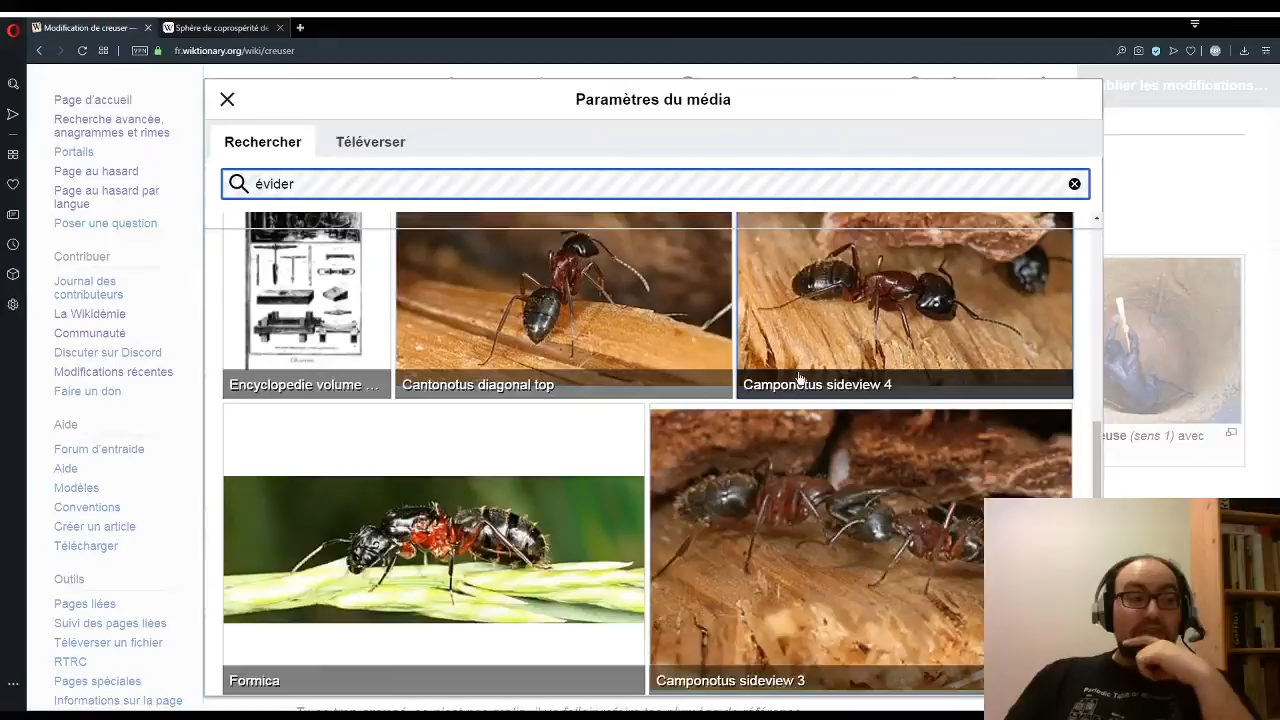 Modification de creuser —
Sphère de coprospérité de
VPN
fr.wiktionary.org/wiki/creuser
Page d'accueil
Recherche avancée,
anagrammes et rimes
Portails
Page au hasard
Page au hasard par
langue
Poser une question
Contribuer
Journal des
contributeurs
La Wikidémie
Communauté
Discuter sur Discord
Modifications récentes
Faire un don
Aide
Forum d'entraide
Aide
Modèles
Conventions
Créer un article
Télécharger
Outils
Pages liées
Suivi des pages liées
Téléverser un fichier
RTRC
Pages spéciales
Informations sur la page
Paramètres du média
blier les modifications...
Rechercher
Téléverser
évider
Encyclopedie volume ...
Cantonotus diagonal top
Camponotus sideview 4
Formica
Camponotus sideview 3
euse (sens 1) avec
Periodic